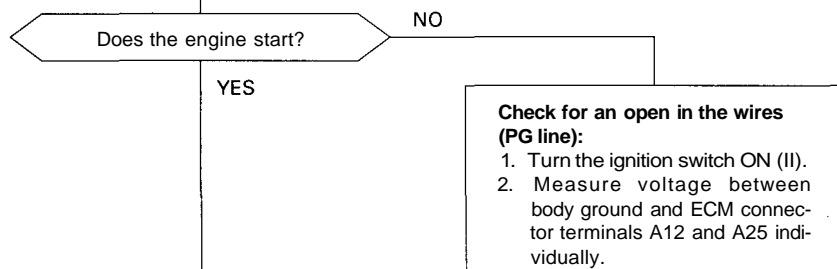 Does the engine start?
NO
YES
Check for an open in the wires
(PG line):
1. Turn the ignition switch ON (II).
2. Measure voltage between
body ground and ECM connec-
tor terminals A12 and A25 indi-
vidually.